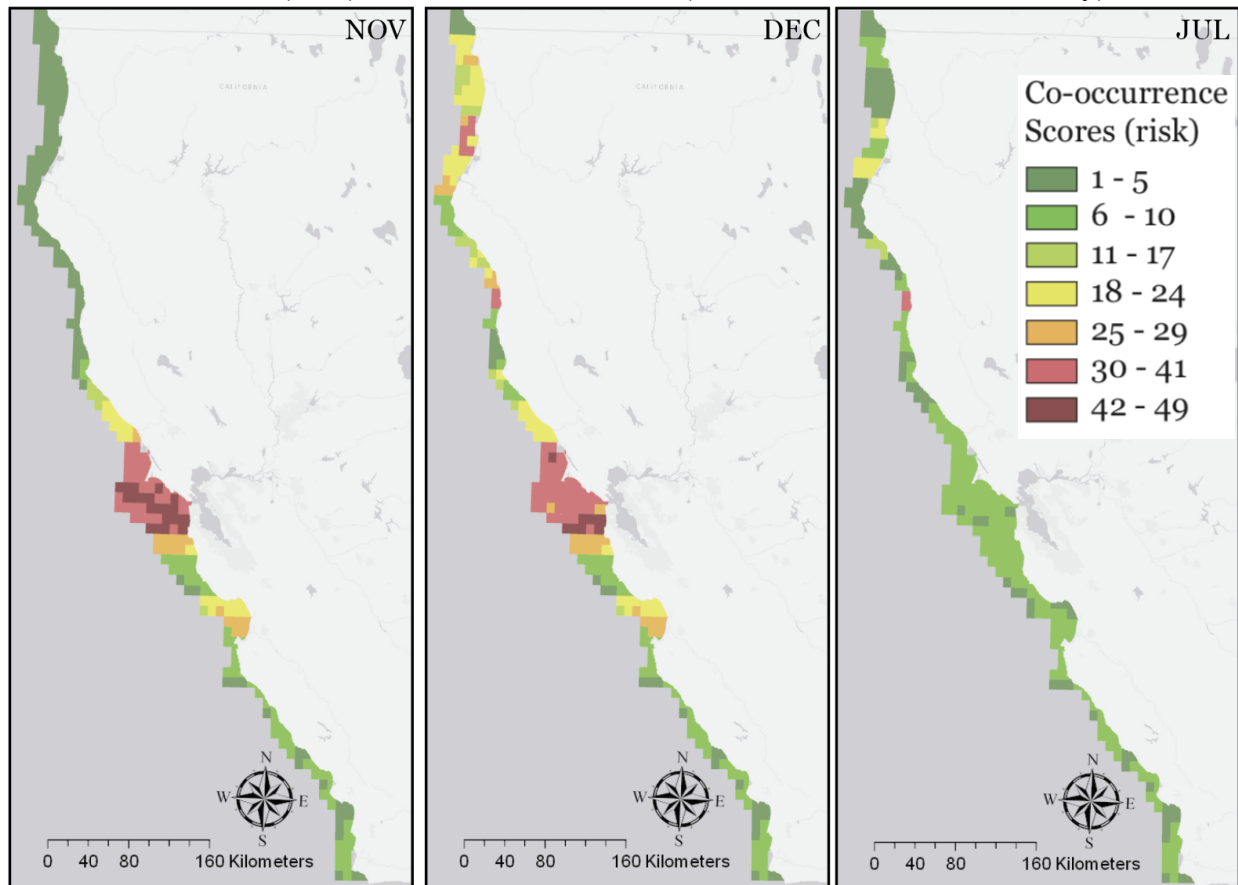 NOV
CALIFORNIA
N
W E
S
0 40 80 160 Kilometers
DEC
CALIFORNIA
N
W E
S
0 40 80 160 Kilometers
JUL
Co-occurrence
Scores (risk)
1 - 5
6 - 10
11 - 17
18 - 24
25 - 29
30 - 41
42 - 49
N
W E
S
0 40 80 160 Kilometers